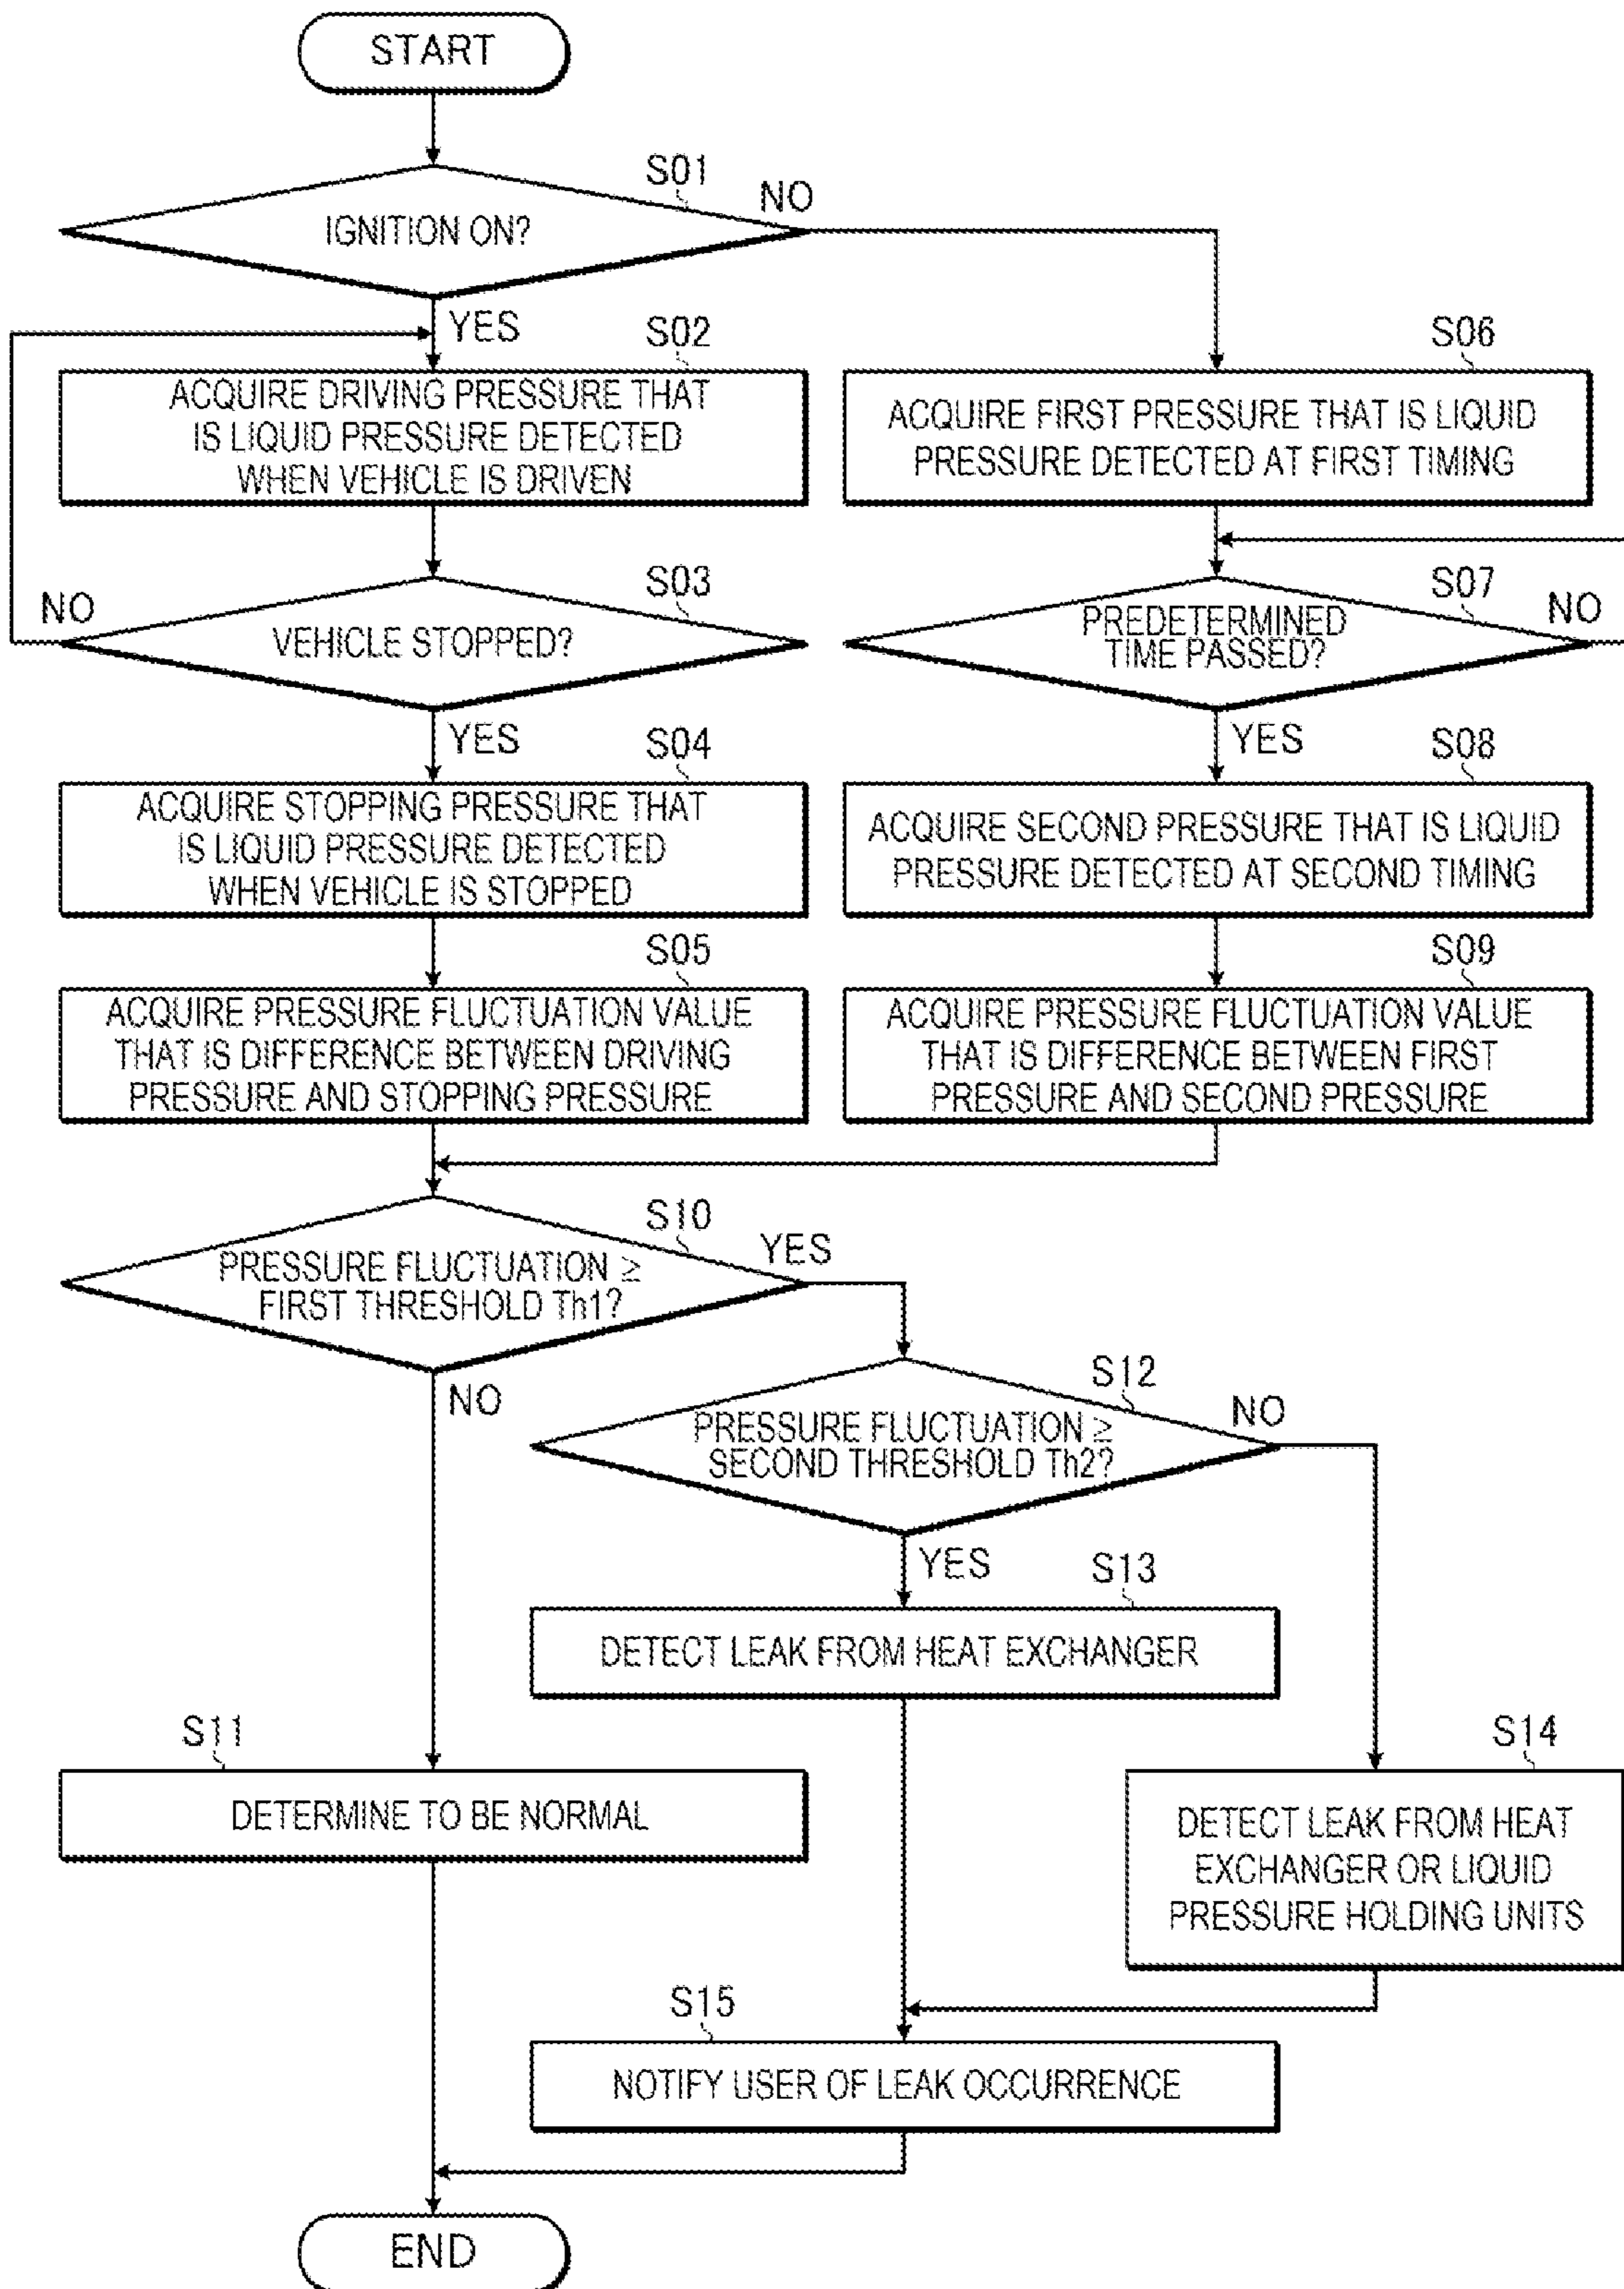 START
S01
IGNITION ON?
NO
YES
S02
ACQUIRE DRIVING PRESSURE THAT
IS LIQUID PRESSURE DETECTED
WHEN VEHICLE IS DRIVEN
S06
ACQUIRE FIRST PRESSURE THAT IS LIQUID
PRESSURE DETECTED AT FIRST TIMING
S03
VEHICLE STOPPED?
NO
YES
S07
PREDETERMINED
TIME PASSED?
NO
YES
S04
ACQUIRE STOPPING PRESSURE THAT
IS LIQUID PRESSURE DETECTED
WHEN VEHICLE IS STOPPED
S08
ACQUIRE SECOND PRESSURE THAT IS LIQUID
PRESSURE DETECTED AT SECOND TIMING
S05
ACQUIRE PRESSURE FLUCTUATION VALUE
THAT IS DIFFERENCE BETWEEN DRIVING
PRESSURE AND STOPPING PRESSURE
S09
ACQUIRE PRESSURE FLUCTUATION VALUE
THAT IS DIFFERENCE BETWEEN FIRST
PRESSURE AND SECOND PRESSURE
S10
PRESSURE FLUCTUATION ≧
FIRST THRESHOLD Th1?
YES
NO
S12
PRESSURE FLUCTUATION ≧
SECOND THRESHOLD Th2?
NO
YES
S13
DETECT LEAK FROM HEAT EXCHANGER
S11
DETERMINE TO BE NORMAL
S14
DETECT LEAK FROM HEAT
EXCHANGER OR LIQUID
PRESSURE HOLDING UNITS
S15
NOTIFY USER OF LEAK OCCURRENCE
END